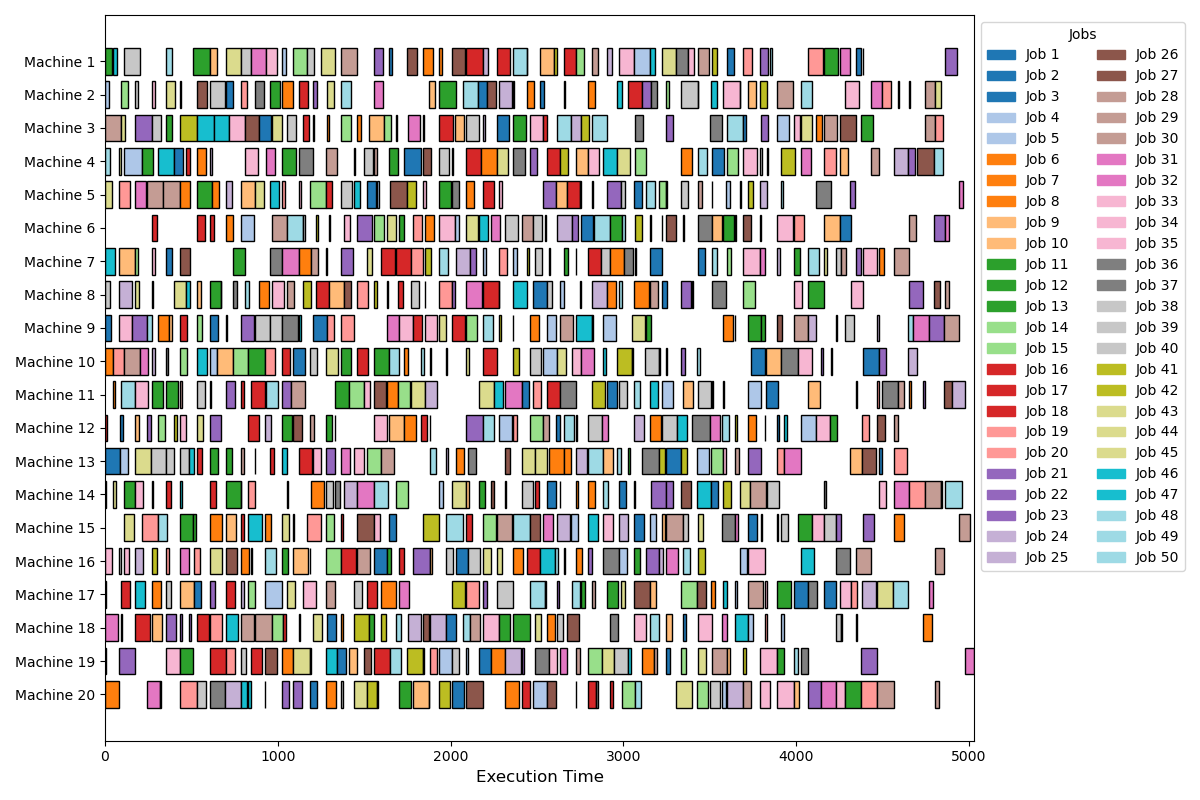 Machine 1
Machine 2
Machine 3
Machine 4
Machine 5
Machine 6
Machine 7
Machine 8
Machine 9
Machine 10
Machine 11
Machine 12
Machine 13
Machine 14
Machine 15
Machine 16
Machine 17
Machine 18
Machine 19
Machine 20
0 1000 2000 3000 4000 5000
Execution Time
Jobs
Job 1 Job 26
Job 2 Job 27
Job 3 Job 28
Job 4 Job 29
Job 5 Job 30
Job 6 Job 31
Job 7 Job 32
Job 8 Job 33
Job 9 Job 34
Job 10 Job 35
Job 11 Job 36
Job 12 Job 37
Job 13 Job 38
Job 14 Job 39
Job 15 Job 40
Job 16 Job 41
Job 17 Job 42
Job 18 Job 43
Job 19 Job 44
Job 20 Job 45
Job 21 Job 46
Job 22 Job 47
Job 23 Job 48
Job 24 Job 49
Job 25 Job 50